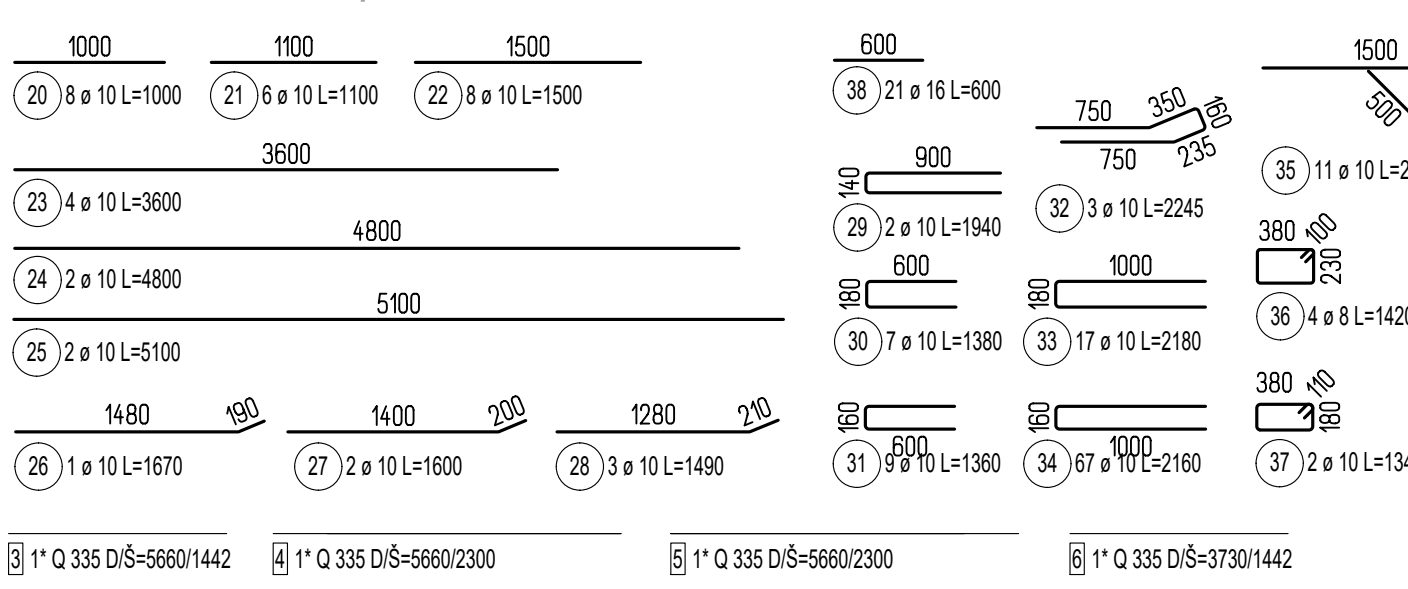 1000
20 8 ø 10 L=1000
1100
21 6 ø 10 L=1100
1500
22 8 ø 10 L=1500
3600
23 4 ø 10 L=3600
4800
24 2 ø 10 L=4800
5100
25 2 ø 10 L=5100
1480 190
26 1 ø 10 L=1670
1400 200
27 2 ø 10 L=1600
1280 210
28 3 ø 10 L=1490
600
38 21 ø 16 L=600
900
140
29 2 ø 10 L=1940
600
180
30 7 ø 10 L=1380
160
600
31 9 ø 10 L=1360
750 350 160
750 235
32 3 ø 10 L=2245
1000
180
33 17 ø 10 L=2180
160
1000
34 67 ø 10 L=2160
1500
500
35 11 ø 10 L=2
380 100
230
36 4 ø 8 L=1420
380 110
180
37 2 ø 10 L=134
3 1* Q 335 D/Š=5660/1442
4 1* Q 335 D/Š=5660/2300
5 1* Q 335 D/Š=5660/2300
6 1* Q 335 D/Š=3730/1442